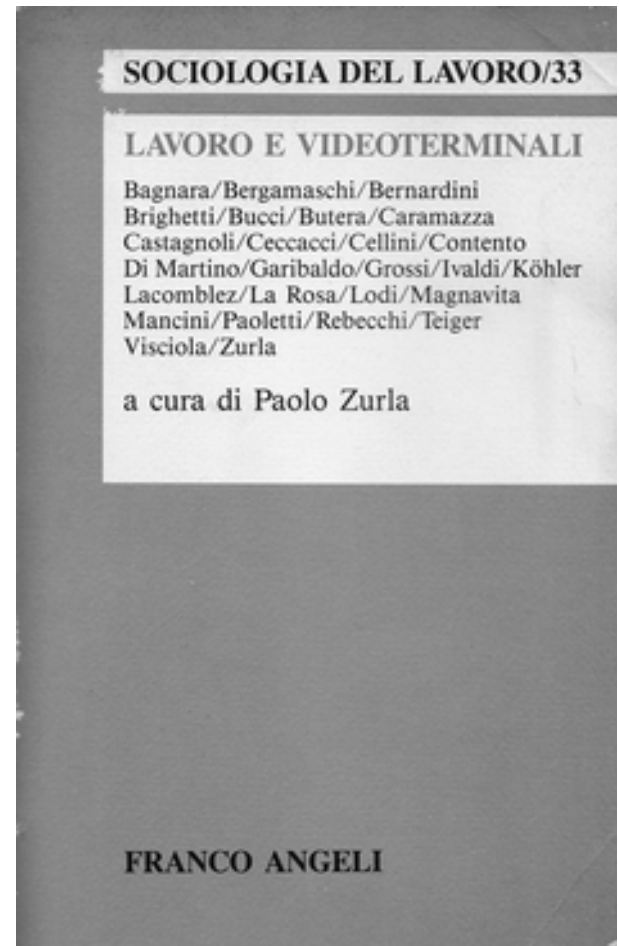 SOCIOLOGIA DEL LAVORO/33
LAVORO E VIDEOTERMINALI
Bagnara/Bergamaschi/Bernardini
Brighetti/Bucci/Butera/Caramazza
Castagnoli/Ceccacci/Cellini/Contento
Di Martino/Garibaldo/Grossi/Ivaldi/Köhler
Lacomblez/La Rosa/Lodi/Magnavita
Mancini/Paoletti/Rebecchi/Teiger
Visciola/Zurla
a cura di Paolo Zurla
FRANCO ANGELI